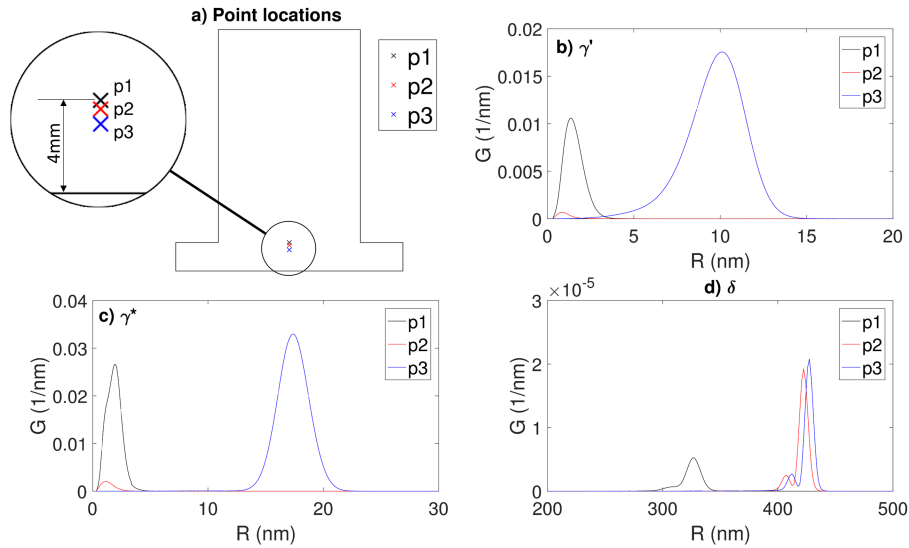 a) Point locations
p1
p2
p3
4mm
p1
p2
p3
b) γ'
G (1/nm)
0.02
0.015
0.01
0.005
0
0 5 10 15 20
R (nm)
p1
p2
p3
c) γ*
G (1/nm)
0.04
0.03
0.02
0.01
0
0 10 20 30
R (nm)
p1
p2
p3
d) δ
×10⁻⁵
G (1/nm)
3
2
1
0
200 300 400 500
R (nm)
p1
p2
p3